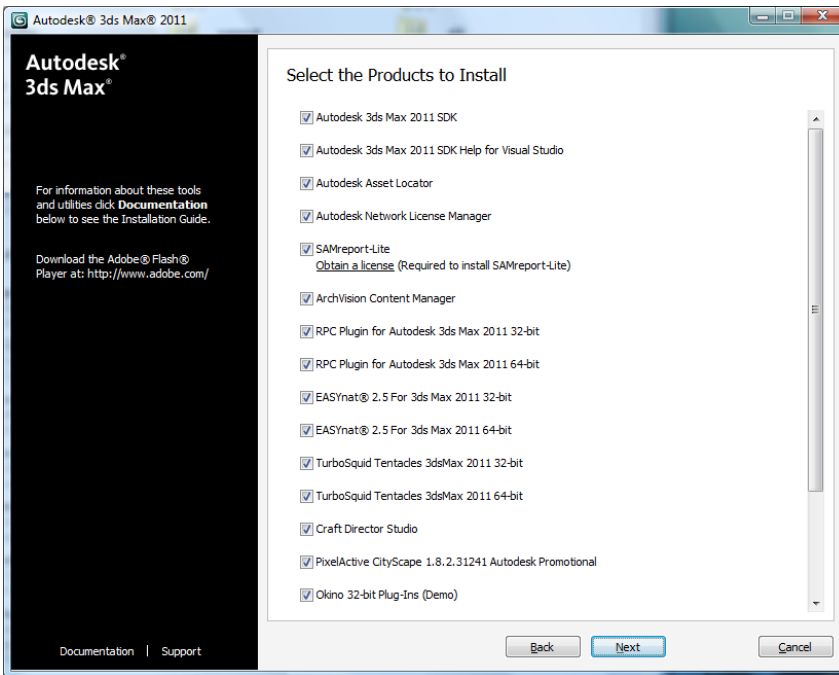 Autodesk® 3ds Max® 2011
Autodesk®
3ds Max®
For information about these tools
and utilities click Documentation
below to see the Installation Guide.
Download the Adobe® Flash®
Player at: http://www.adobe.com/
Documentation | Support
Select the Products to Install
Autodesk 3ds Max 2011 SDK
Autodesk 3ds Max 2011 SDK Help for Visual Studio
Autodesk Asset Locator
Autodesk Network License Manager
SAMreport-Lite
Obtain a license (Required to install SAMreport-Lite)
ArchVision Content Manager
RPC Plugin for Autodesk 3ds Max 2011 32-bit
RPC Plugin for Autodesk 3ds Max 2011 64-bit
EASYnat® 2.5 For 3ds Max 2011 32-bit
EASYnat® 2.5 For 3ds Max 2011 64-bit
TurboSquid Tentacles 3dsMax 2011 32-bit
TurboSquid Tentacles 3dsMax 2011 64-bit
Craft Director Studio
PixelActive CityScape 1.8.2.31241 Autodesk Promotional
Okino 32-bit Plug-Ins (Demo)
Back Next Cancel